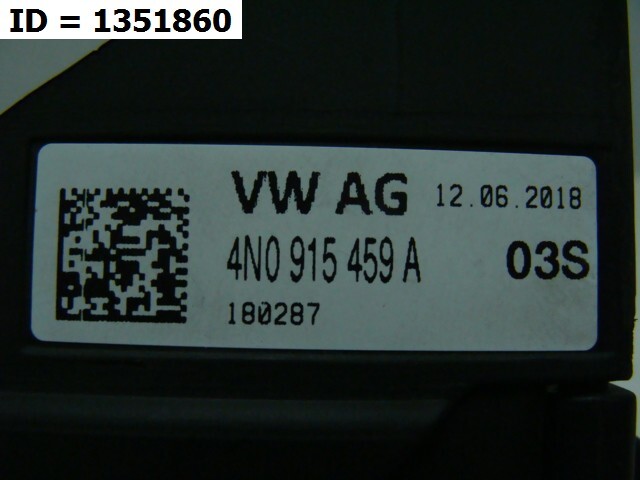 ID = 1351860
VW AG 12.06.2018
4N0 915 459 A 03S
180287